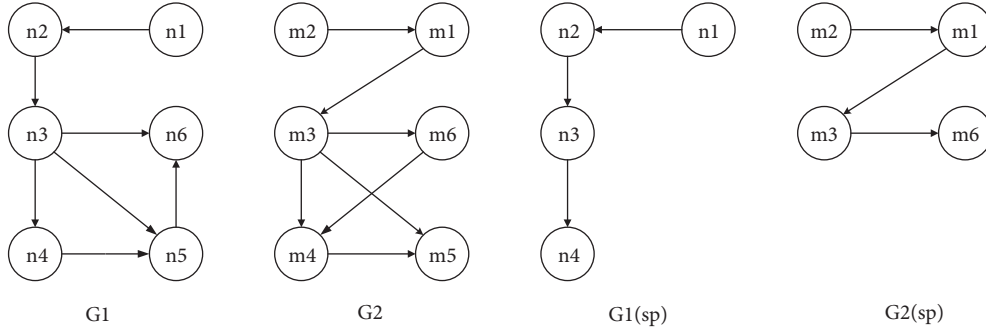 n2 n1 m2 m1 n2 n1 m2 m1
n3 n6 m3 m6 n3 m3 m6
n4 n5 m4 m5 n4
G1 G2 G1(sp) G2(sp)